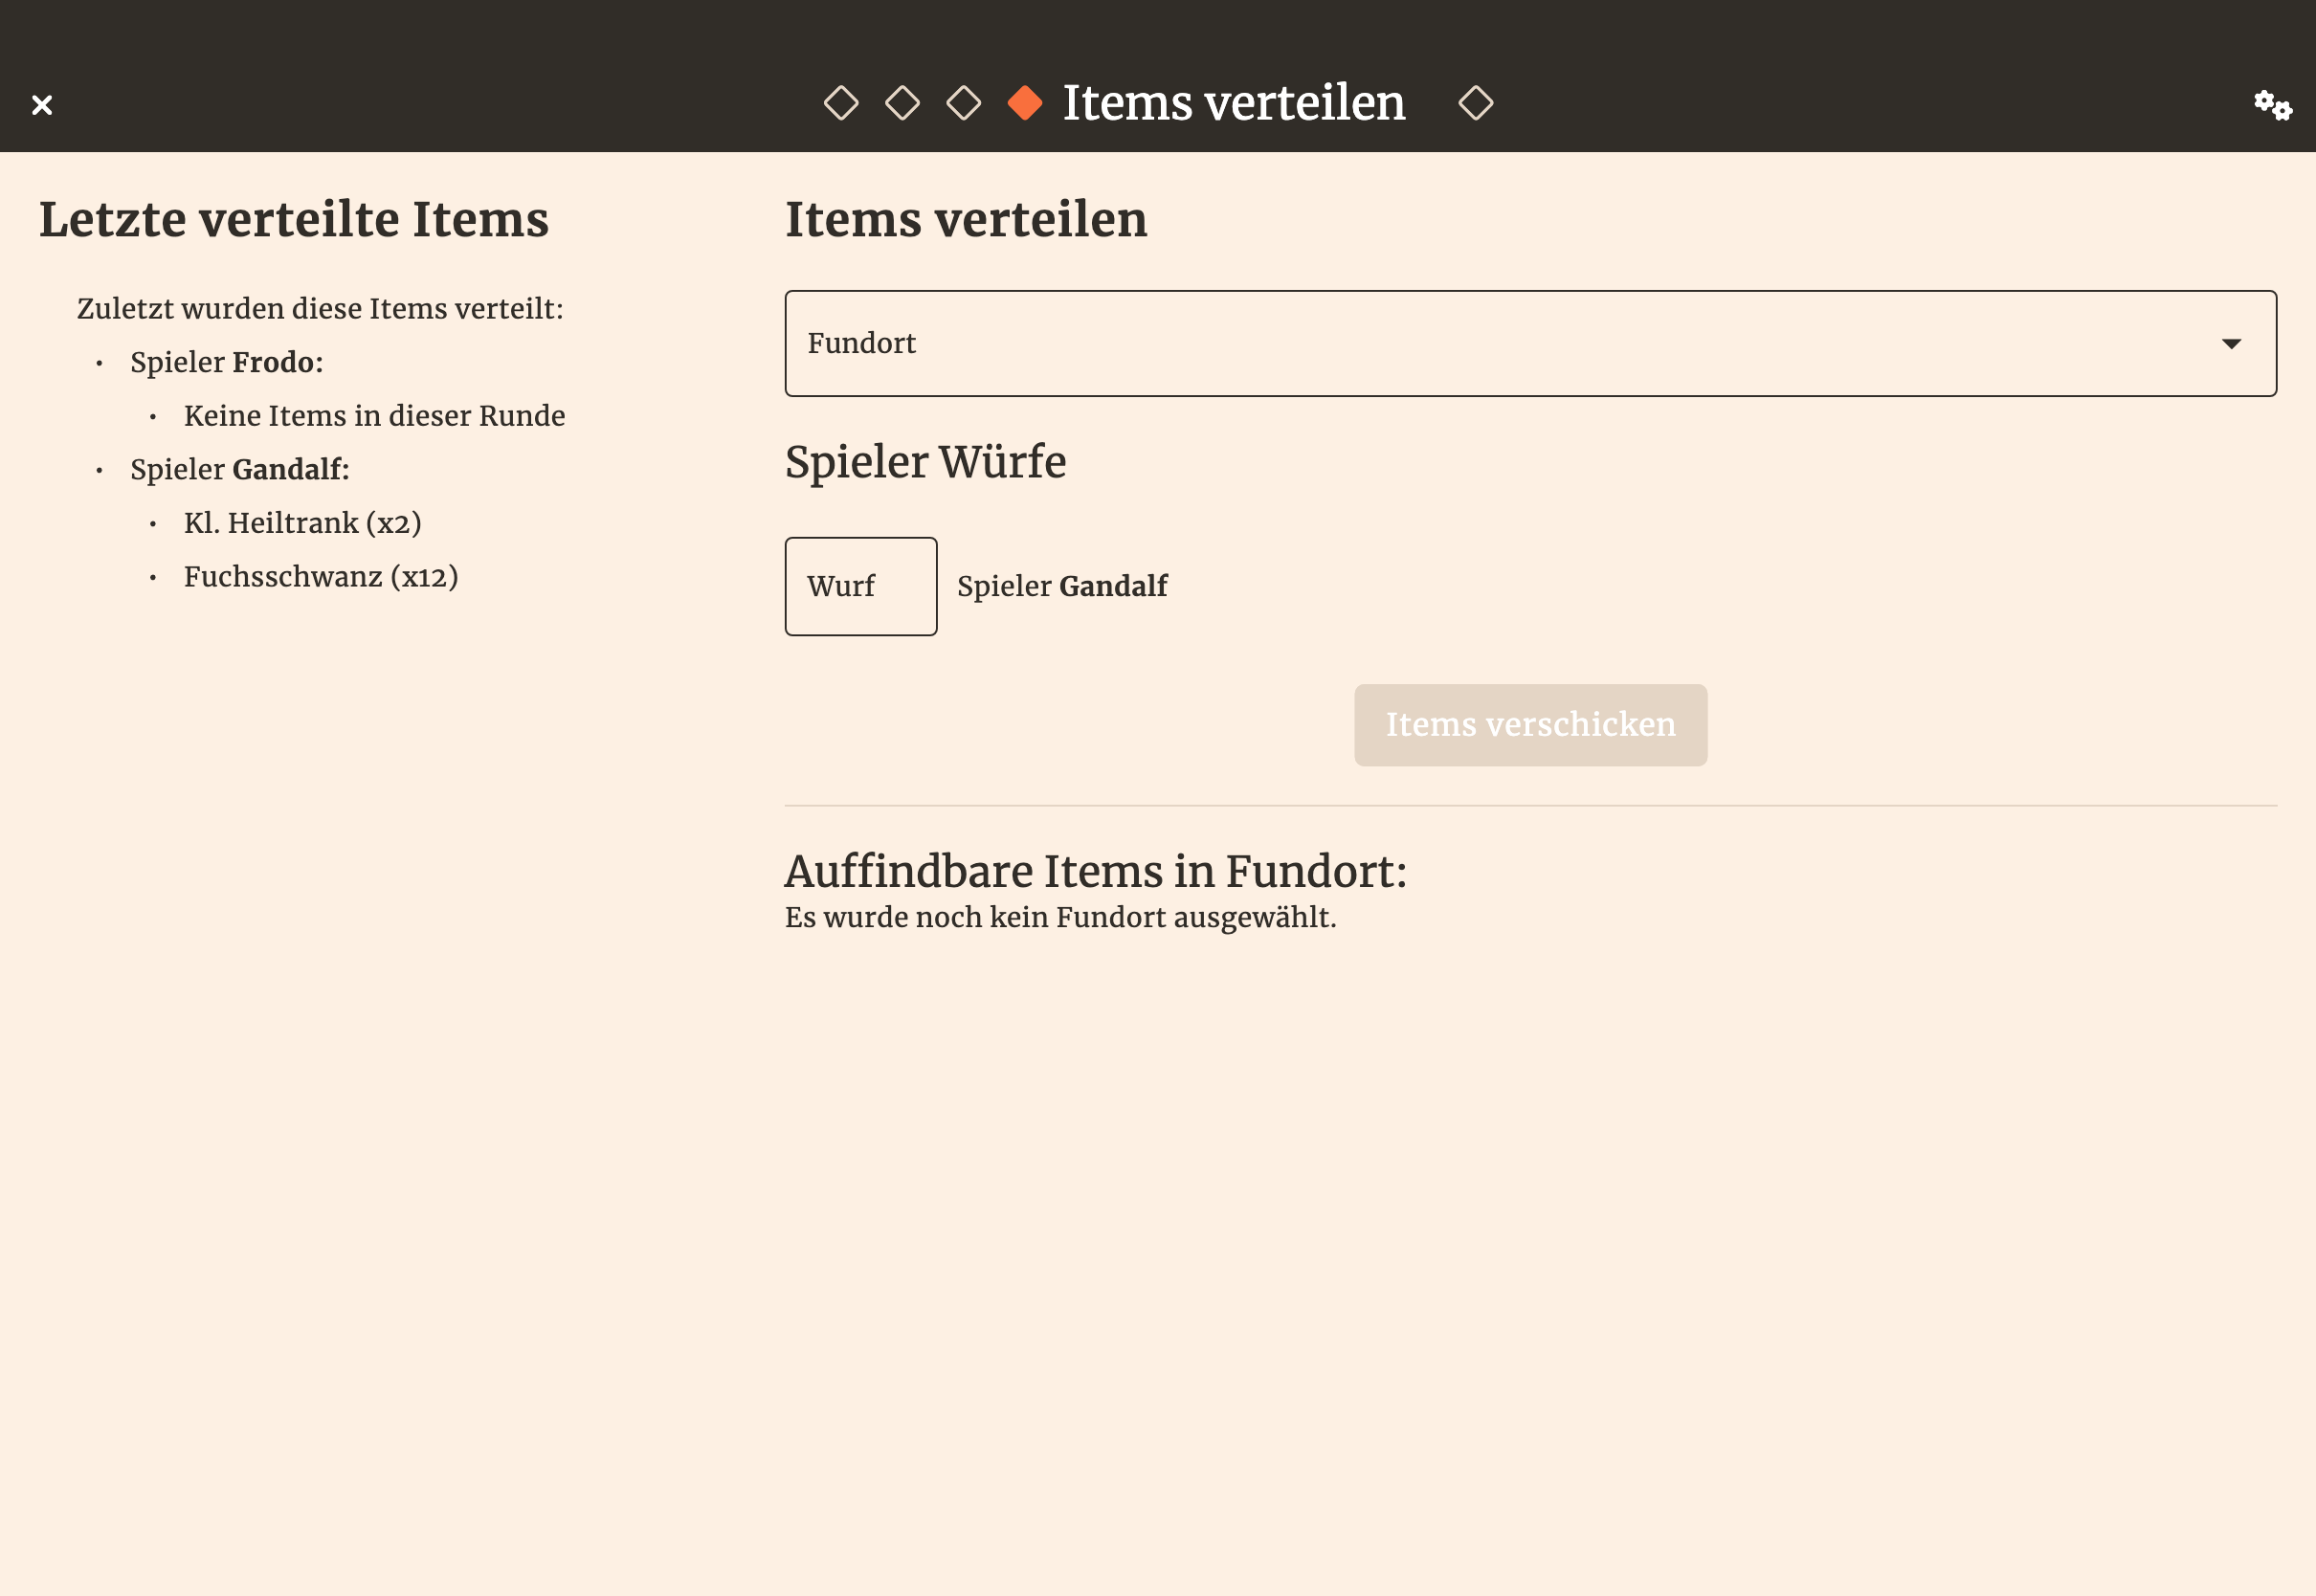 Items verteilen
Letzte verteilte Items
Zuletzt wurden diese Items verteilt:
• Spieler Frodo:
• Keine Items in dieser Runde
• Spieler Gandalf:
• Kl. Heiltrank (x2)
• Fuchsschwanz (x12)
Items verteilen
Fundort
Spieler Würfe
Wurf Spieler Gandalf
Items verschicken
Auffindbare Items in Fundort:
Es wurde noch kein Fundort ausgewählt.